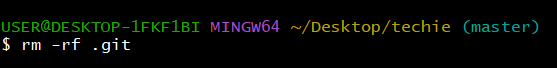 USER@DESKTOP-1FKF1BI MINGW64 ~/Desktop/techie (master)
$ rm -rf .git